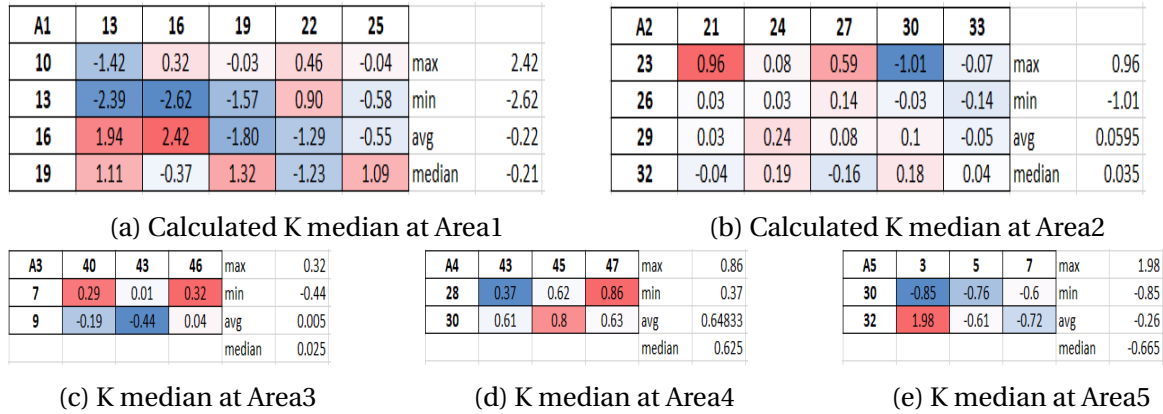 A1 13 16 19 22 25
10 -1.42 0.32 -0.03 0.46 -0.04 max 2.42
13 -2.39 -2.62 -1.57 0.90 -0.58 min -2.62
16 1.94 2.42 -1.80 -1.29 -0.55 avg -0.22
19 1.11 -0.37 1.32 -1.23 1.09 median -0.21
(a) Calculated K median at Area1
A2 21 24 27 30 33
23 0.96 0.08 0.59 -1.01 -0.07 max 0.96
26 0.03 0.03 0.14 -0.03 -0.14 min -1.01
29 0.03 0.24 0.08 0.1 -0.05 avg 0.0595
32 -0.04 0.19 -0.16 0.18 0.04 median 0.035
(b) Calculated K median at Area2
A3 40 43 46 max 0.32
7 0.29 0.01 0.32 min -0.44
9 -0.19 -0.44 0.04 avg 0.005
median 0.025
(c) K median at Area3
A4 43 45 47 max 0.86
28 0.37 0.62 0.86 min 0.37
30 0.61 0.8 0.63 avg 0.64833
median 0.625
(d) K median at Area4
A5 3 5 7 max 1.98
30 -0.85 -0.76 -0.6 min -0.85
32 1.98 -0.61 -0.72 avg -0.26
median -0.665
(e) K median at Area5